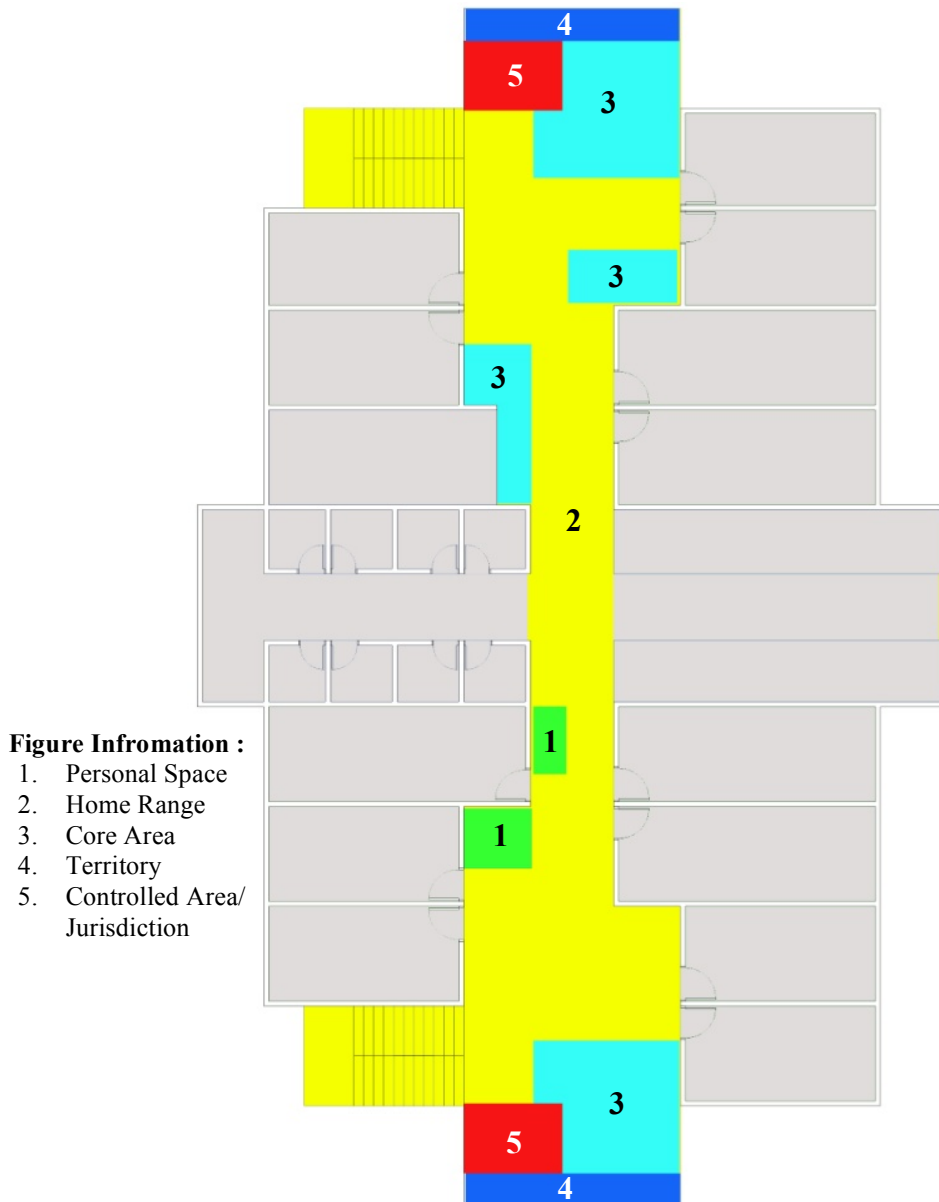 4
5
3
3
3
2
1
1
Figure Infromation :
1. Personal Space
2. Home Range
3. Core Area
4. Territory
5. Controlled Area/
Jurisdiction
3
5
4